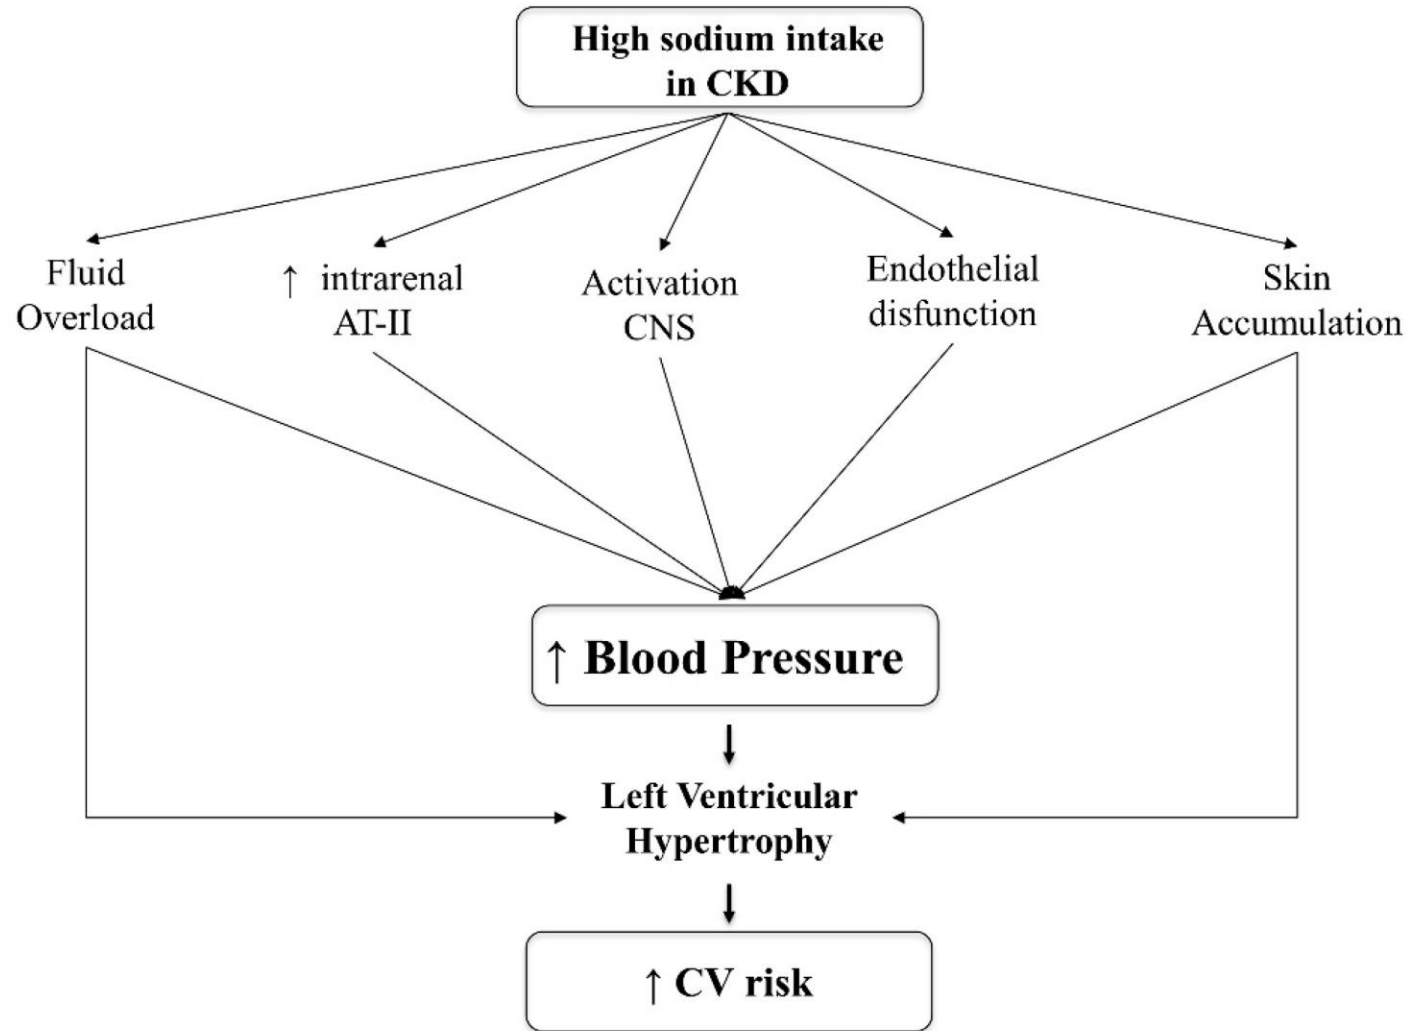 High sodium intake
in CKD
Fluid
Overload
↑ intrarenal
AT-II
Activation
CNS
Endothelial
disfunction
Skin
Accumulation
↑ Blood Pressure
Left Ventricular
Hypertrophy
↑ CV risk